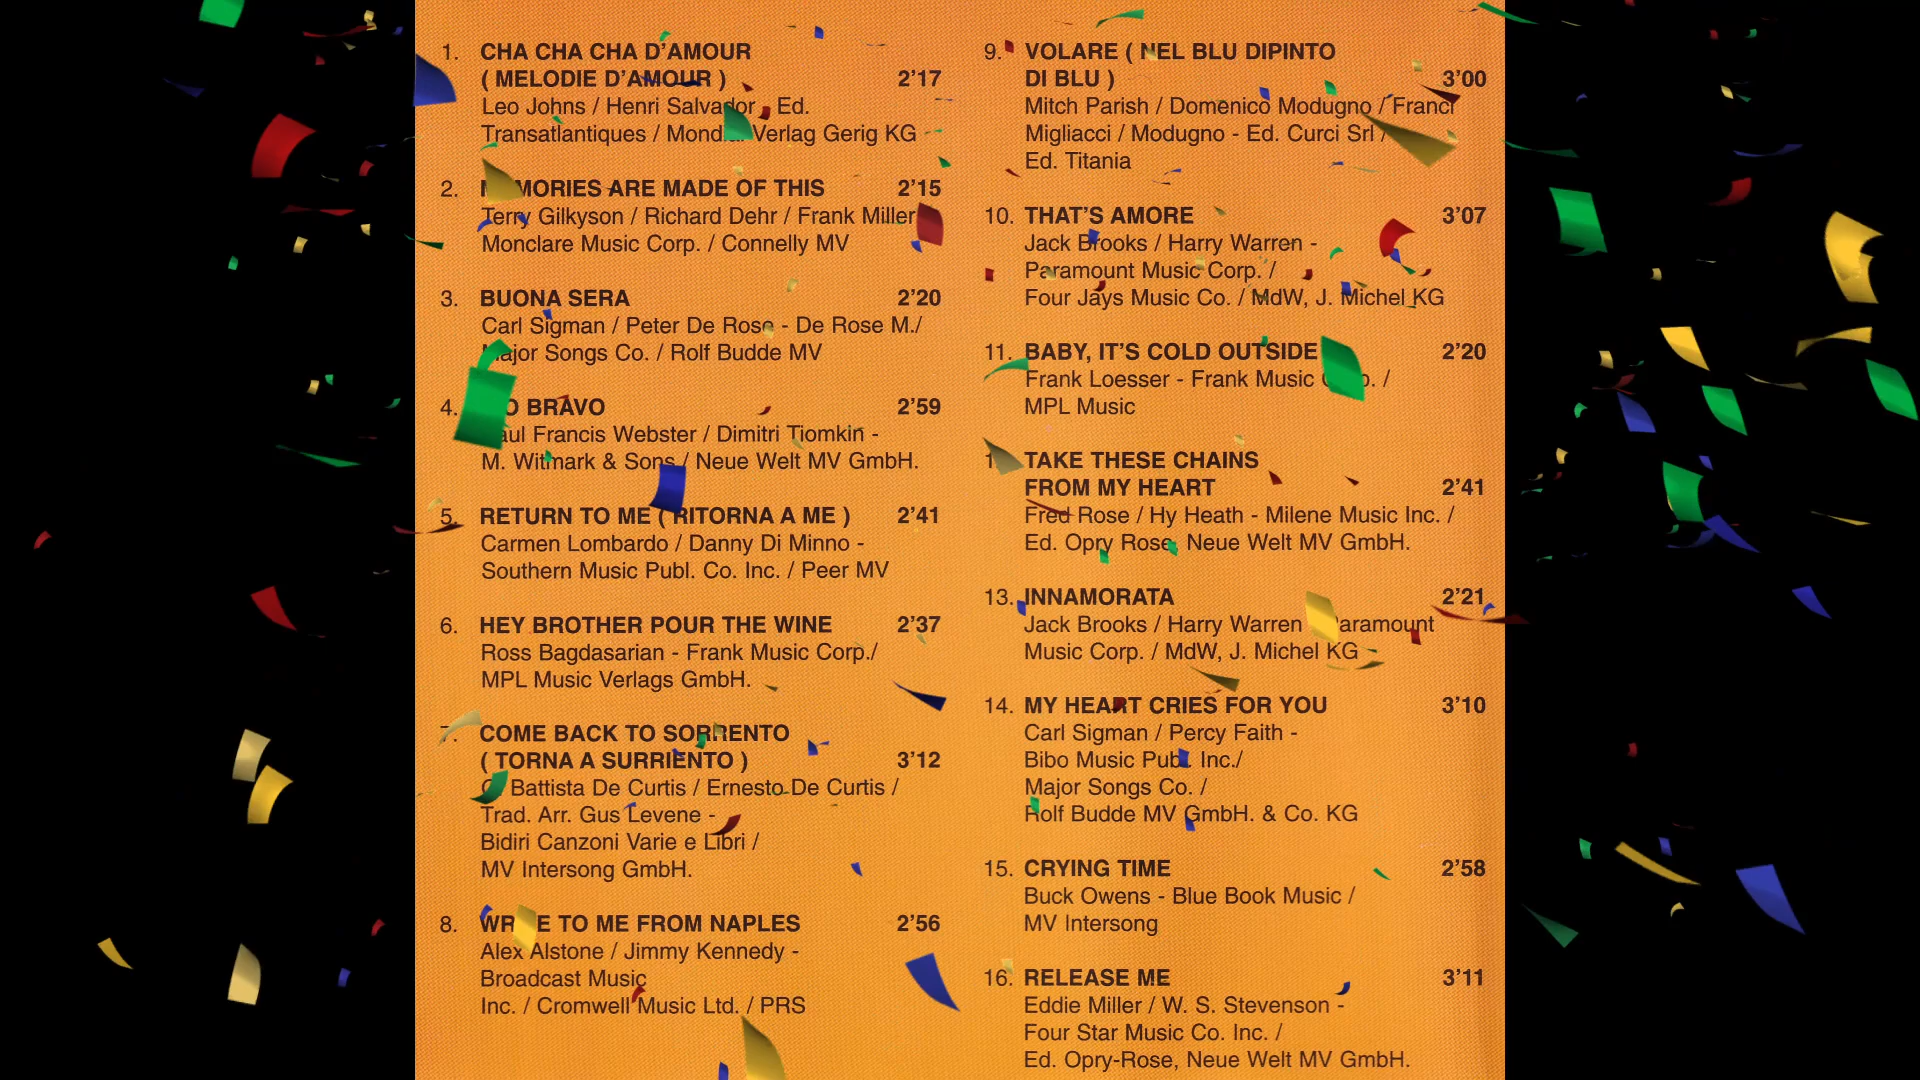 1. CHA CHA CHA D'AMOUR
( MELODIE D'AMOUR ) 2'17
Leo Johns / Henri Salvador - Ed.
Transatlantiques / Mondial Verlag Gerig KG
2. MEMORIES ARE MADE OF THIS 2'15
Terry Gilkyson / Richard Dehr / Frank Miller
Monclare Music Corp. / Connelly MV
3. BUONA SERA 2'20
Carl Sigman / Peter De Rose - De Rose M./
Major Songs Co. / Rolf Budde MV
4. RIO BRAVO 2'59
Paul Francis Webster / Dimitri Tiomkin -
M. Witmark & Sons / Neue Welt MV GmbH.
5. RETURN TO ME ( RITORNA A ME ) 2'41
Carmen Lombardo / Danny Di Minno -
Southern Music Publ. Co. Inc. / Peer MV
6. HEY BROTHER POUR THE WINE 2'37
Ross Bagdasarian - Frank Music Corp./
MPL Music Verlags GmbH.
7. COME BACK TO SORRENTO
( TORNA A SURRIENTO ) 3'12
G. Battista De Curtis / Ernesto De Curtis /
Trad. Arr. Gus Levene -
Bidiri Canzoni Varie e Libri /
MV Intersong GmbH.
8. WRITE TO ME FROM NAPLES 2'56
Alex Alstone / Jimmy Kennedy -
Broadcast Music
Inc. / Cromwell Music Ltd. / PRS
9. VOLARE ( NEL BLU DIPINTO
DI BLU ) 3'00
Mitch Parish / Domenico Modugno / Franci
Migliacci / Modugno - Ed. Curci Srl /
Ed. Titania
10. THAT'S AMORE 3'07
Jack Brooks / Harry Warren -
Paramount Music Corp. /
Four Jays Music Co. / MdW, J. Michel KG
11. BABY, IT'S COLD OUTSIDE 2'20
Frank Loesser - Frank Music Corp. /
MPL Music
12. TAKE THESE CHAINS
FROM MY HEART 2'41
Fred Rose / Hy Heath - Milene Music Inc. /
Ed. Opry Rose, Neue Welt MV GmbH.
13. INNAMORATA 2'21
Jack Brooks / Harry Warren - Paramount
Music Corp. / MdW, J. Michel KG
14. MY HEART CRIES FOR YOU 3'10
Carl Sigman / Percy Faith -
Bibo Music Publ. Inc./
Major Songs Co. /
Rolf Budde MV GmbH. & Co. KG
15. CRYING TIME 2'58
Buck Owens - Blue Book Music /
MV Intersong
16. RELEASE ME 3'11
Eddie Miller / W. S. Stevenson -
Four Star Music Co. Inc. /
Ed. Opry-Rose, Neue Welt MV GmbH.